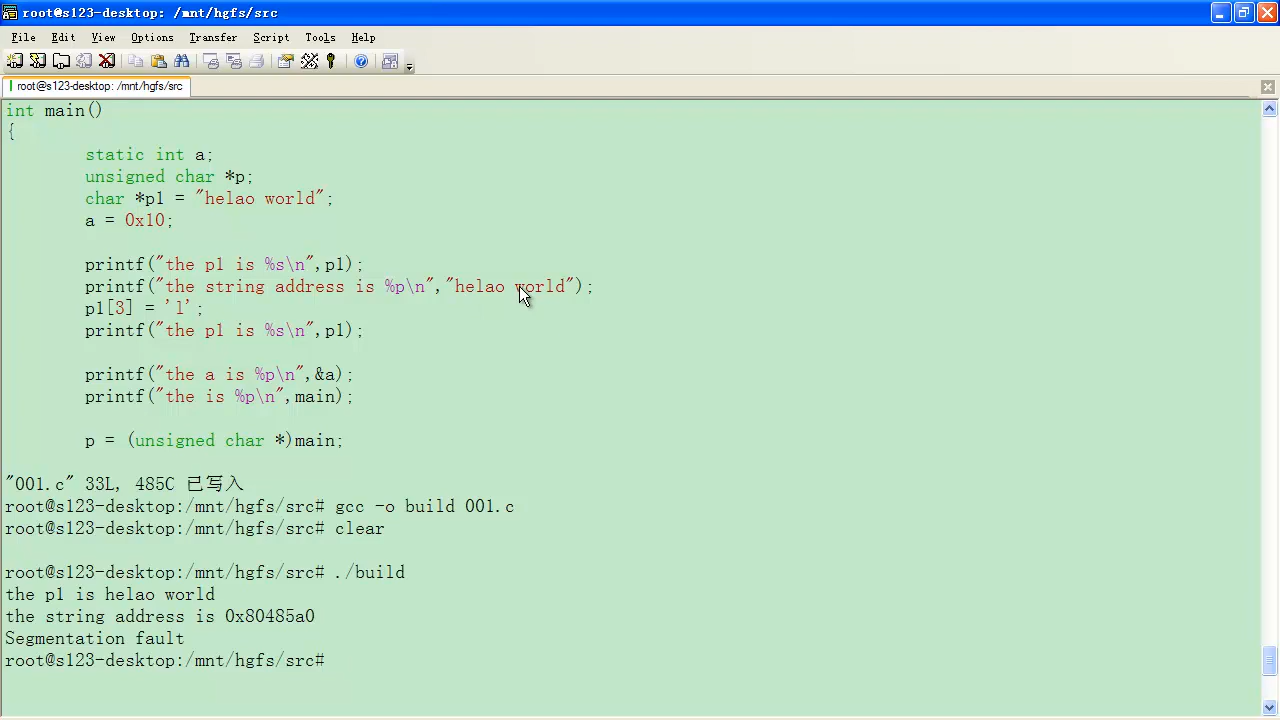 root@s123-desktop: /mnt/hgfs/src
File Edit View Options Transfer Script Tools Help
root@s123-desktop: /mnt/hgfs/src
int main()
{
static int a;
unsigned char *p;
char *p1 = "helao world";
a = 0x10;
printf("the p1 is %s\n",p1);
printf("the string address is %p\n","helao world");
p1[3] = 'l';
printf("the p1 is %s\n",p1);
printf("the a is %p\n",&a);
printf("the is %p\n",main);
p = (unsigned char *)main;
"001.c" 33L, 485C 已写入
root@s123-desktop:/mnt/hgfs/src# gcc -o build 001.c
root@s123-desktop:/mnt/hgfs/src# clear
root@s123-desktop:/mnt/hgfs/src# ./build
the p1 is helao world
the string address is 0x80485a0
Segmentation fault
root@s123-desktop:/mnt/hgfs/src#